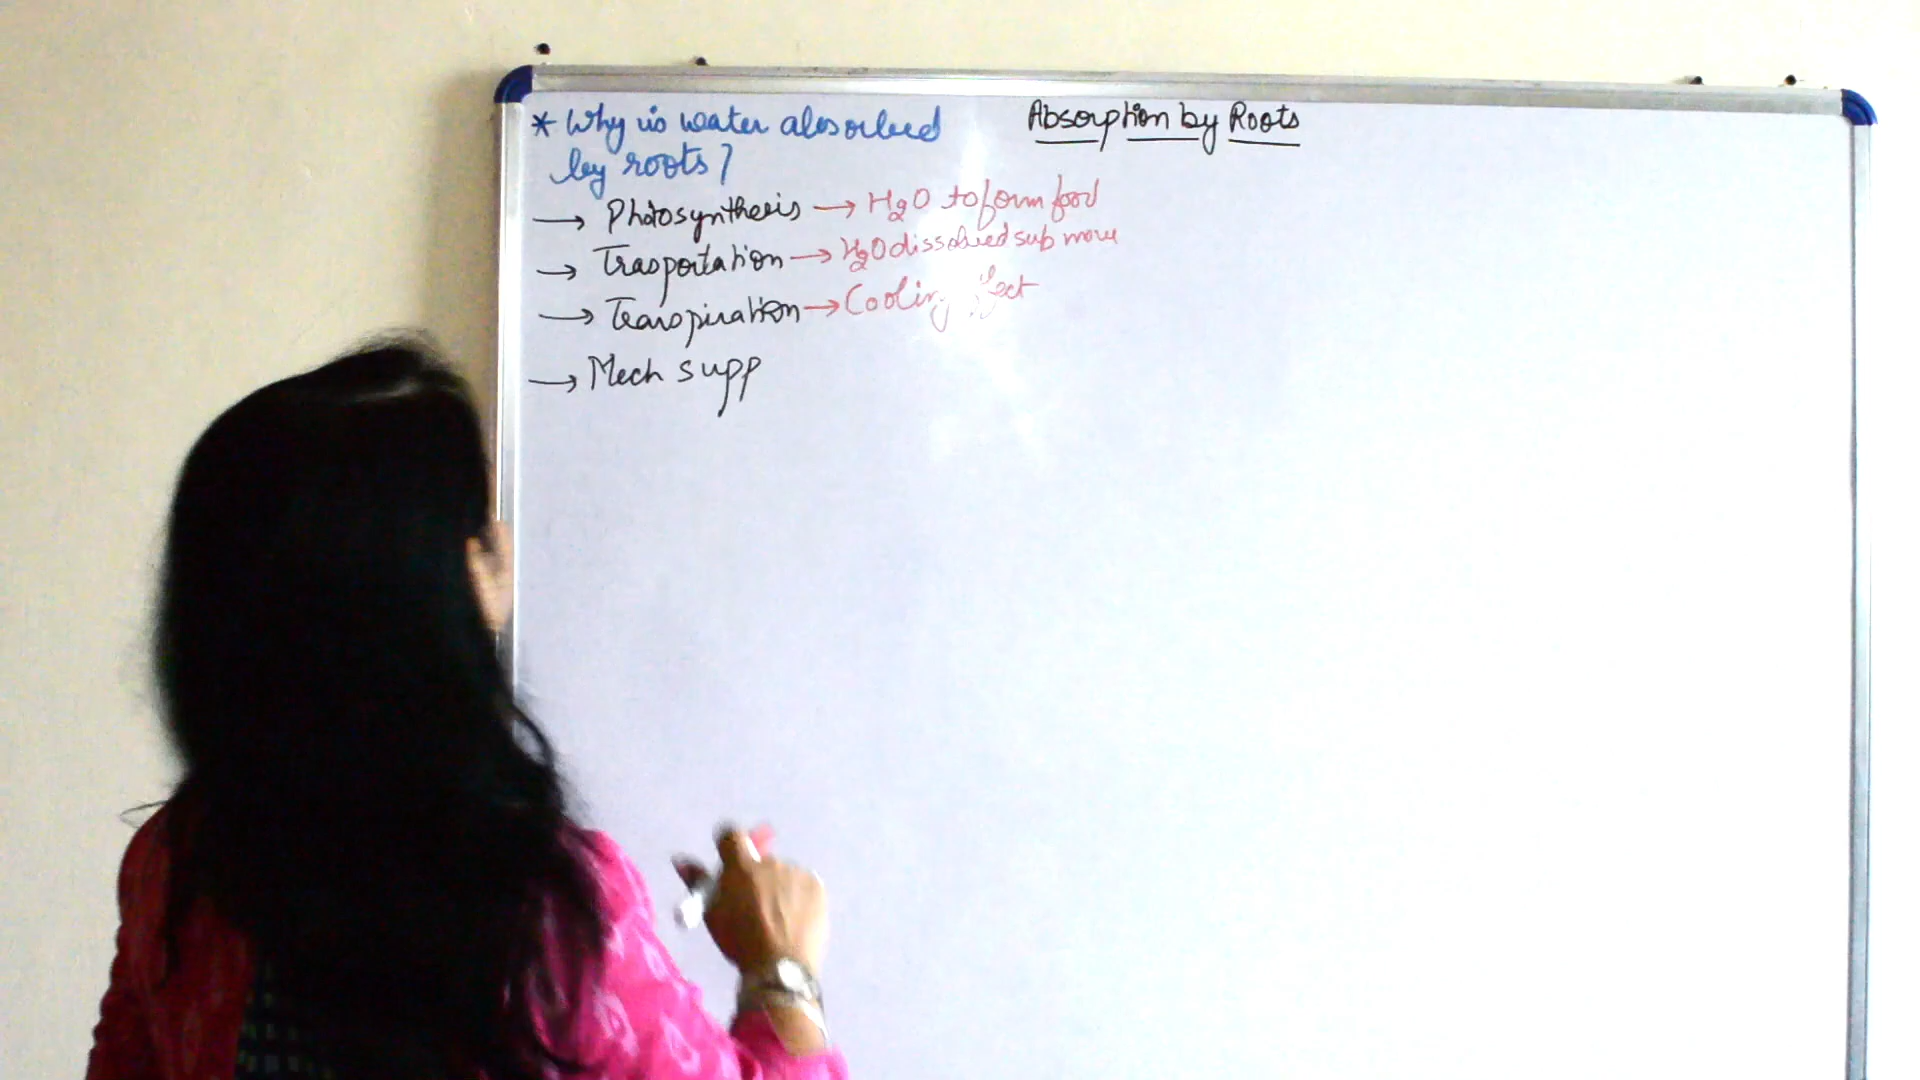 Absorption by Roots
* Why is water absorbed
by roots?
→ Photosynthesis → H2O to form food
→ Trasportation → H2O dissolved sub move
→ Transpiration → Cooling effect
→ Mech supp